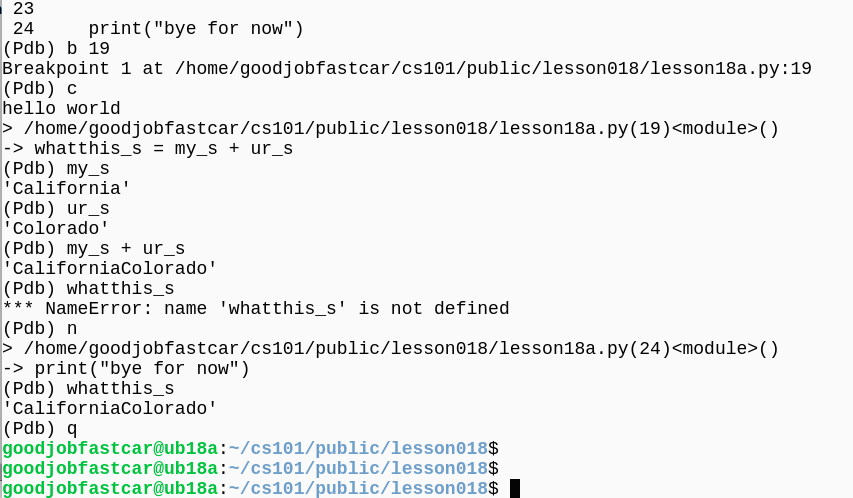 23
24     print("bye for now")
(Pdb) b 19
Breakpoint 1 at /home/goodjobfastcar/cs101/public/lesson018/lesson18a.py:19
(Pdb) c
hello world
> /home/goodjobfastcar/cs101/public/lesson018/lesson18a.py(19)<module>()
-> whatthis_s = my_s + ur_s
(Pdb) my_s
'California'
(Pdb) ur_s
'Colorado'
(Pdb) my_s + ur_s
'CaliforniaColorado'
(Pdb) whatthis_s
*** NameError: name 'whatthis_s' is not defined
(Pdb) n
> /home/goodjobfastcar/cs101/public/lesson018/lesson18a.py(24)<module>()
-> print("bye for now")
(Pdb) whatthis_s
'CaliforniaColorado'
(Pdb) q
goodjobfastcar@ub18a:~/cs101/public/lesson018$
goodjobfastcar@ub18a:~/cs101/public/lesson018$
goodjobfastcar@ub18a:~/cs101/public/lesson018$